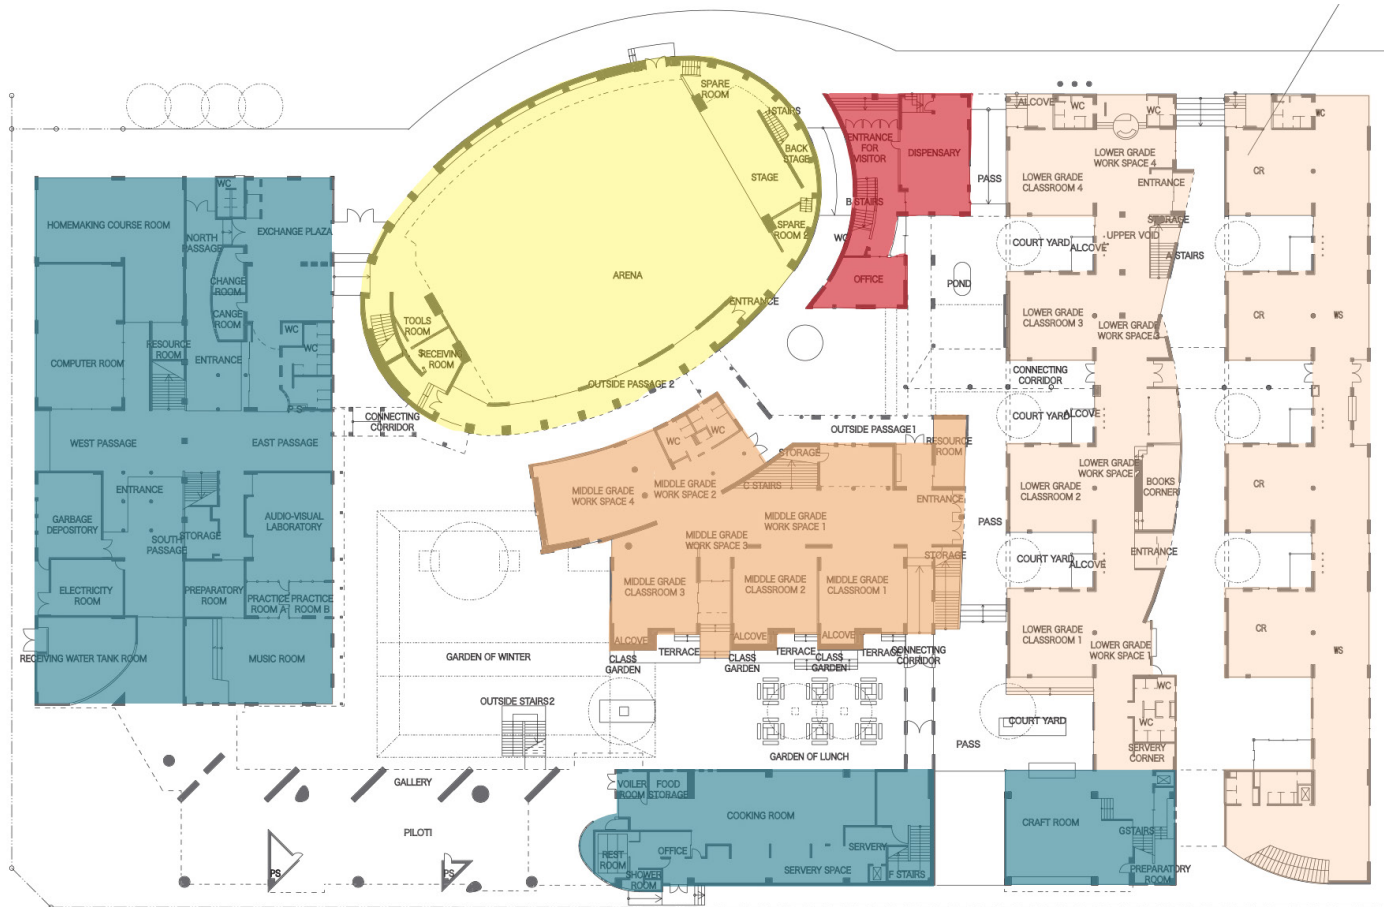 HOMEMAKING COURSE ROOM
WC
NORTH
PASSAGE
EXCHANGE PLAZA
CHANGE
ROOM
CANGE
ROOM
COMPUTER ROOM
RESOURCE
ROOM
ENTRANCE
WC
WC
WEST PASSAGE
EAST PASSAGE
ENTRANCE
GARBAGE
DEPOSITORY
SOUTH
PASSAGE
STORAGE
AUDIO-VISUAL
LABORATORY
ELECTRICITY
ROOM
PREPARATORY
ROOM
PRACTICE
ROOM A
PRACTICE
ROOM B
RECEIVING WATER TANK ROOM
MUSIC ROOM
SPARE
ROOM
STAIRS
BACK
STAGE
STAGE
SPARE
ROOM 2
ARENA
ENTRANCE
TOOLS
ROOM
RECEIVING
ROOM
OUTSIDE PASSAGE 2
CONNECTING
CORRIDOR
ENTRANCE
FOR
VISITOR
DISPENSARY
B STAIRS
WC
OFFICE
PASS
POND
OUTSIDE PASSAGE1
RESOURCE
ROOM
WC
WC
STORAGE
C STAIRS
MIDDLE GRADE
WORK SPACE 4
MIDDLE GRADE
WORK SPACE 2
MIDDLE GRADE
WORK SPACE 1
MIDDLE GRADE
WORK SPACE 3
ENTRANCE
STORAGE
MIDDLE GRADE
CLASSROOM 3
MIDDLE GRADE
CLASSROOM 2
MIDDLE GRADE
CLASSROOM 1
ALCOVE
ALCOVE
ALCOVE
TERRACE
TERRACE
TERRACE
CLASS
GARDEN
CLASS
GARDEN
CLASS
GARDEN
CONNECTING
CORRIDOR
GARDEN OF WINTER
OUTSIDE STAIRS2
GARDEN OF LUNCH
PASS
PASS
GALLERY
PILOTI
PS
PS
VOILER
ROOM
FOOD
STORAGE
COOKING ROOM
OFFICE
REST
ROOM
SHOWER
ROOM
SERVERY
SERVERY SPACE
F STAIRS
CRAFT ROOM
GSTAIRS
PREPARATORY
ROOM
ALCOVE
WC
WC
LOWER GRADE
WORK SPACE 4
LOWER GRADE
CLASSROOM 4
ENTRANCE
STORAGE
UPPER VOID
COURT YARD
ALCOVE
A STAIRS
LOWER GRADE
CLASSROOM 3
LOWER GRADE
WORK SPACE 3
CONNECTING
CORRIDOR
COURT YARD
ALCOVE
LOWER GRADE
WORK SPACE
BOOKS
CORNER
LOWER GRADE
CLASSROOM 2
ENTRANCE
COURT YARD
ALCOVE
LOWER GRADE
CLASSROOM 1
LOWER GRADE
WORK SPACE 1
WC
WC
COURT YARD
SERVERY
CORNER
WC
CR
CR
WS
CR
CR
WS